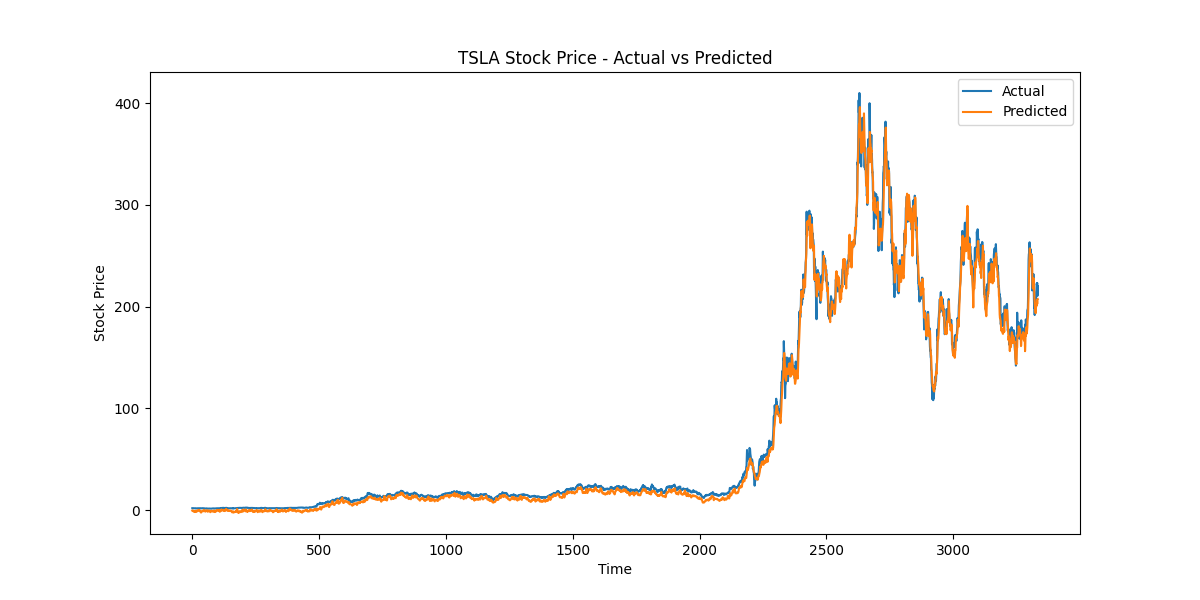 TSLA Stock Price - Actual vs Predicted
Actual
Predicted
Stock Price
400
300
200
100
0
0 500 1000 1500 2000 2500 3000
Time